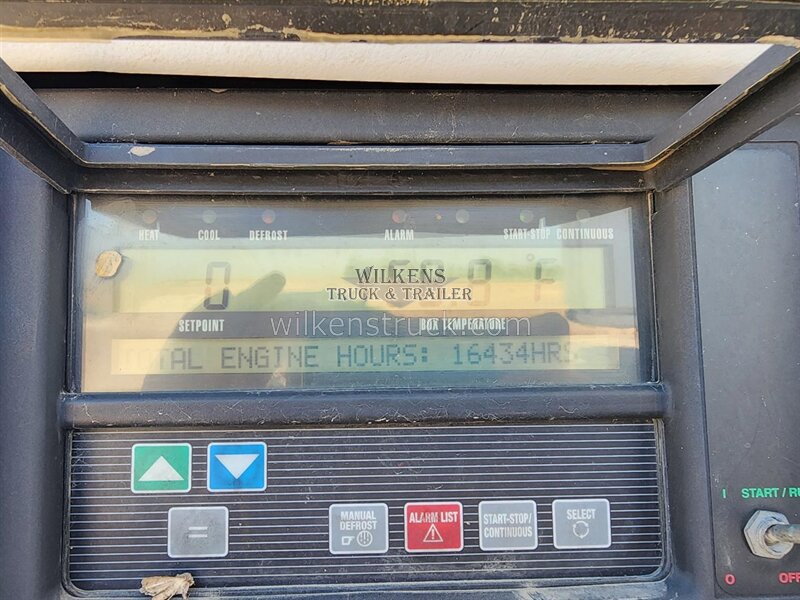 HEAT COOL DEFROST ALARM START-STOP CONTINUOUS
0 °F
WILKENS
TRUCK & TRAILER
wilkenstruck.com
SETPOINT BOX TEMPERATURE
TOTAL ENGINE HOURS: 16434HRS
MANUAL DEFROST
ALARM LIST
START-STOP/
CONTINUOUS
SELECT
=
I START / RU
O OFF